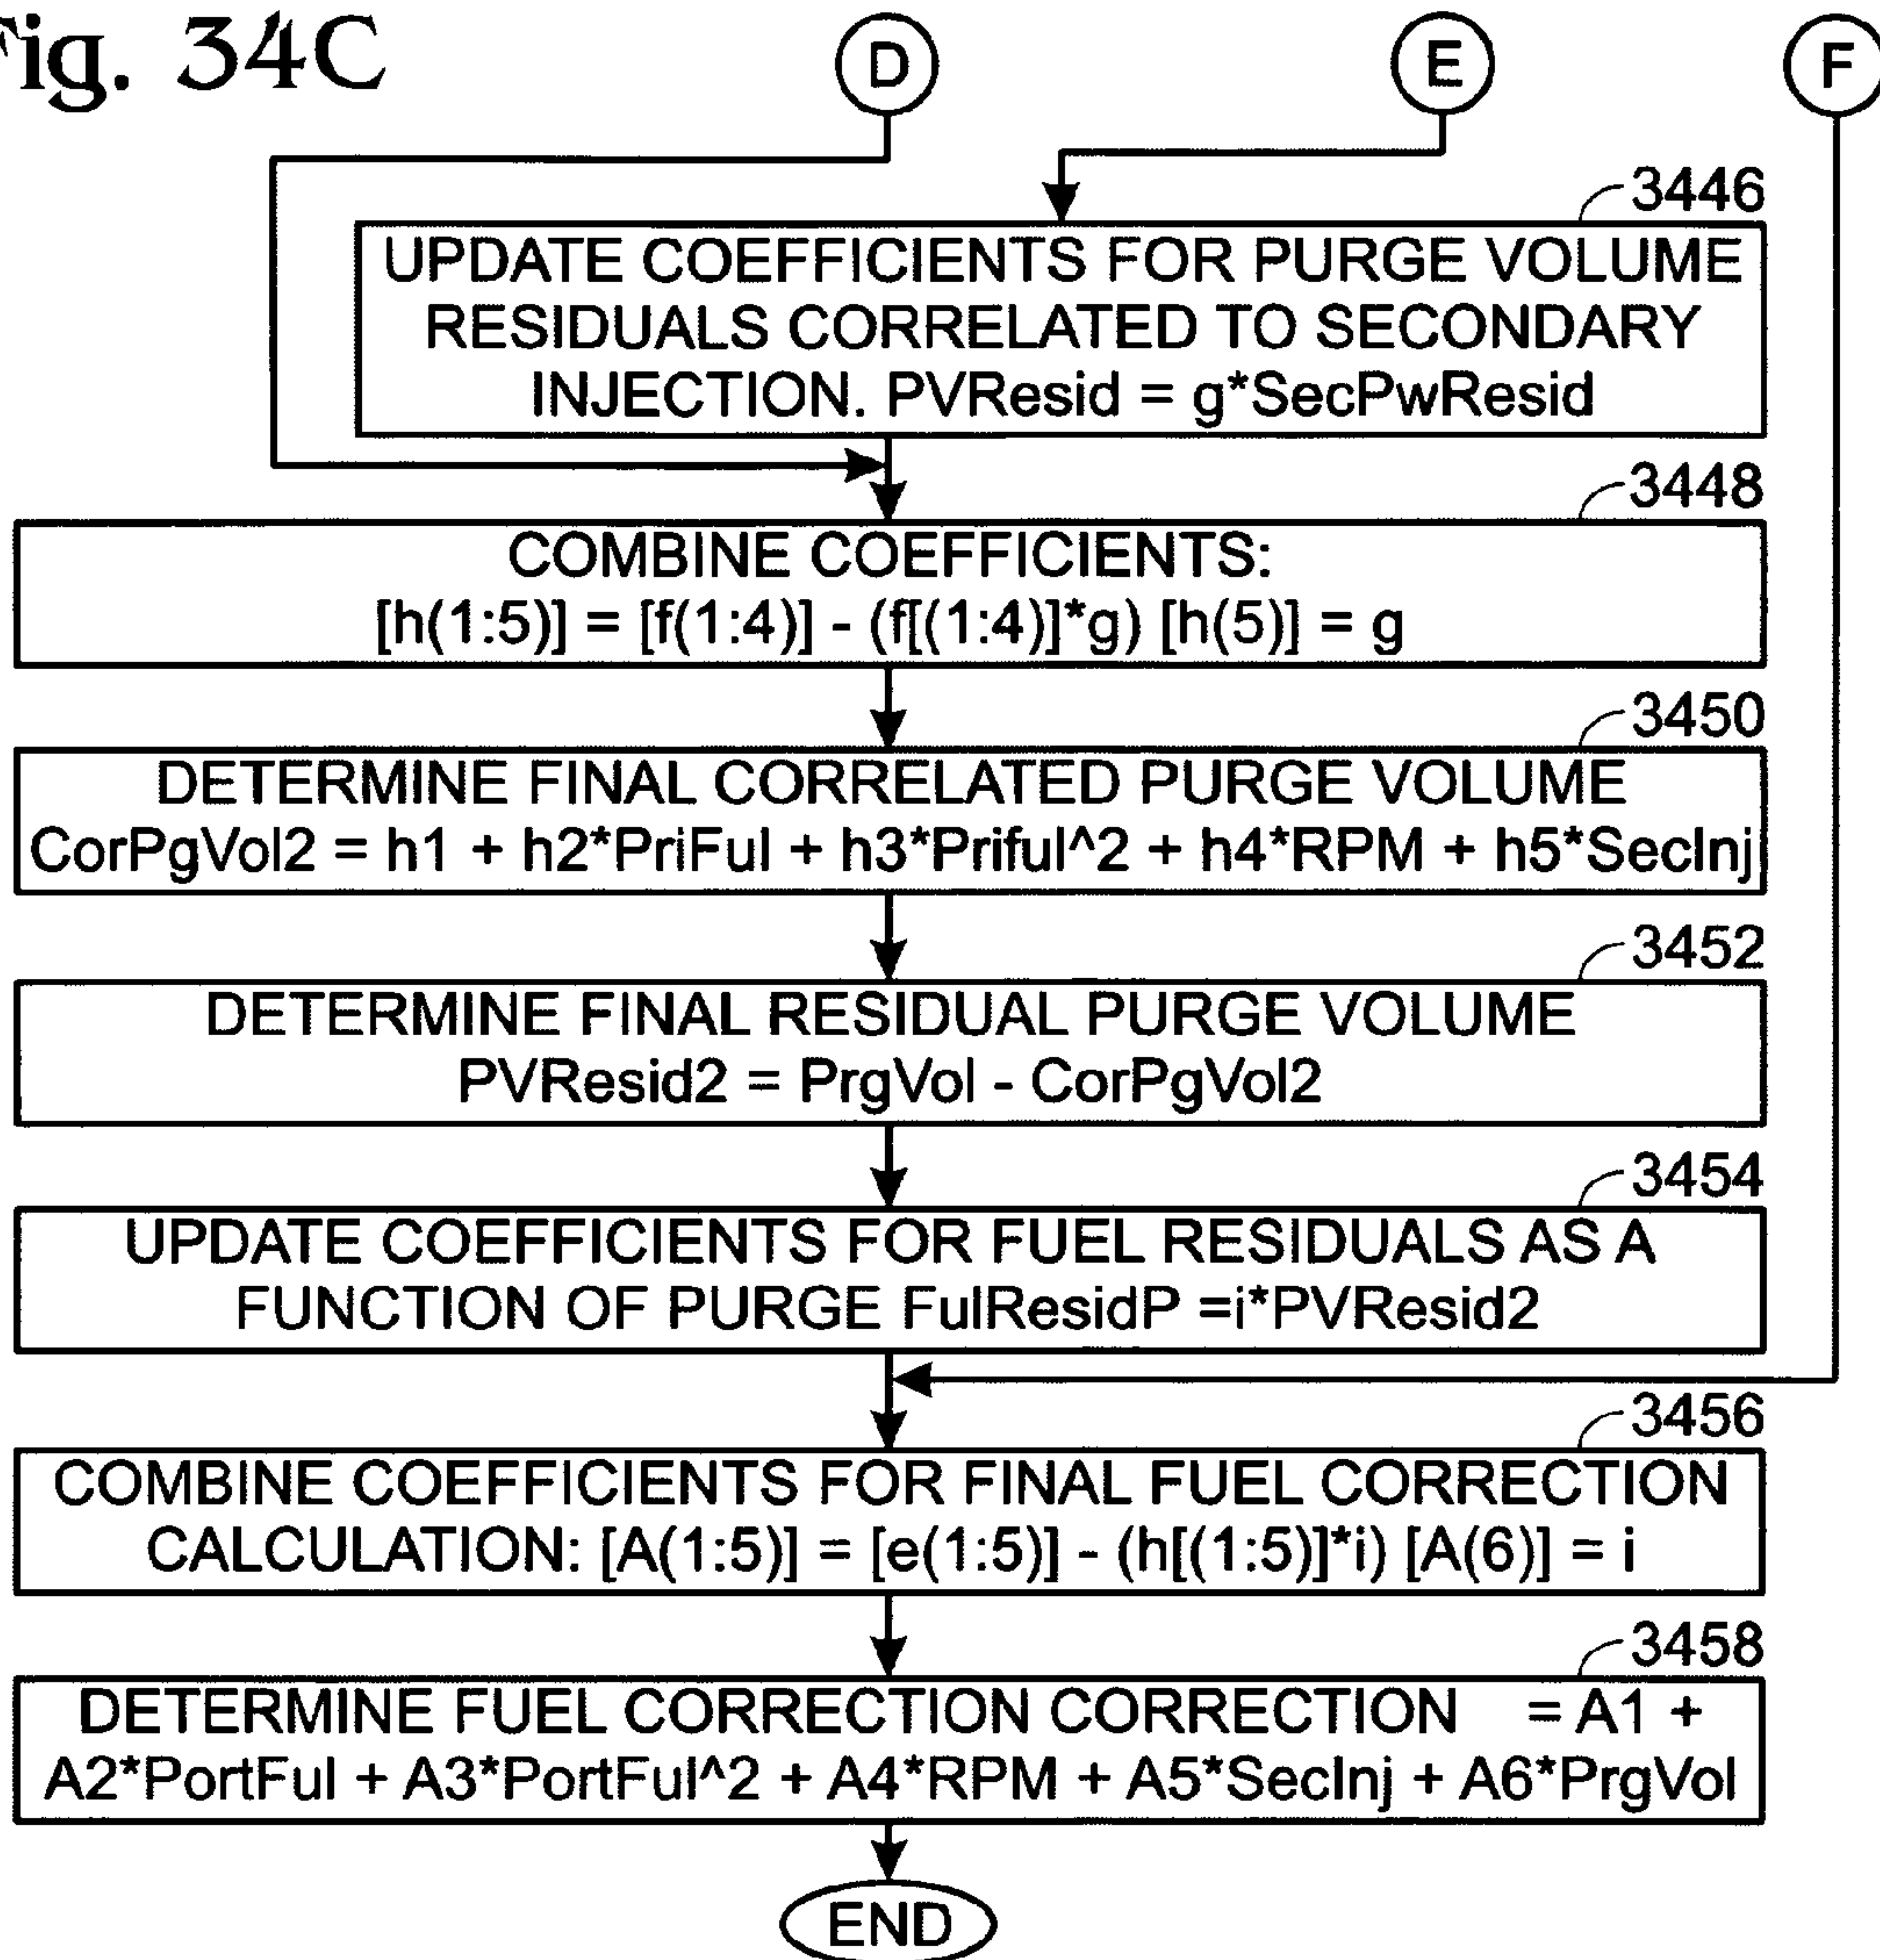 Fig. 34C
D
E
F
3446
UPDATE COEFFICIENTS FOR PURGE VOLUME
RESIDUALS CORRELATED TO SECONDARY
INJECTION. PVResid = g*SecPwResid
3448
COMBINE COEFFICIENTS:
[h(1:5)] = [f(1:4)] - (f[(1:4)]*g) [h(5)] = g
3450
DETERMINE FINAL CORRELATED PURGE VOLUME
CorPgVol2 = h1 + h2*PriFul + h3*Priful^2 + h4*RPM + h5*SecInj
3452
DETERMINE FINAL RESIDUAL PURGE VOLUME
PVResid2 = PrgVol - CorPgVol2
3454
UPDATE COEFFICIENTS FOR FUEL RESIDUALS AS A
FUNCTION OF PURGE FulResidP =i*PVResid2
3456
COMBINE COEFFICIENTS FOR FINAL FUEL CORRECTION
CALCULATION: [A(1:5)] = [e(1:5)] - (h[(1:5)]*i) [A(6)] = i
3458
DETERMINE FUEL CORRECTION CORRECTION = A1 +
A2*PortFul + A3*PortFul^2 + A4*RPM + A5*SecInj + A6*PrgVol
END